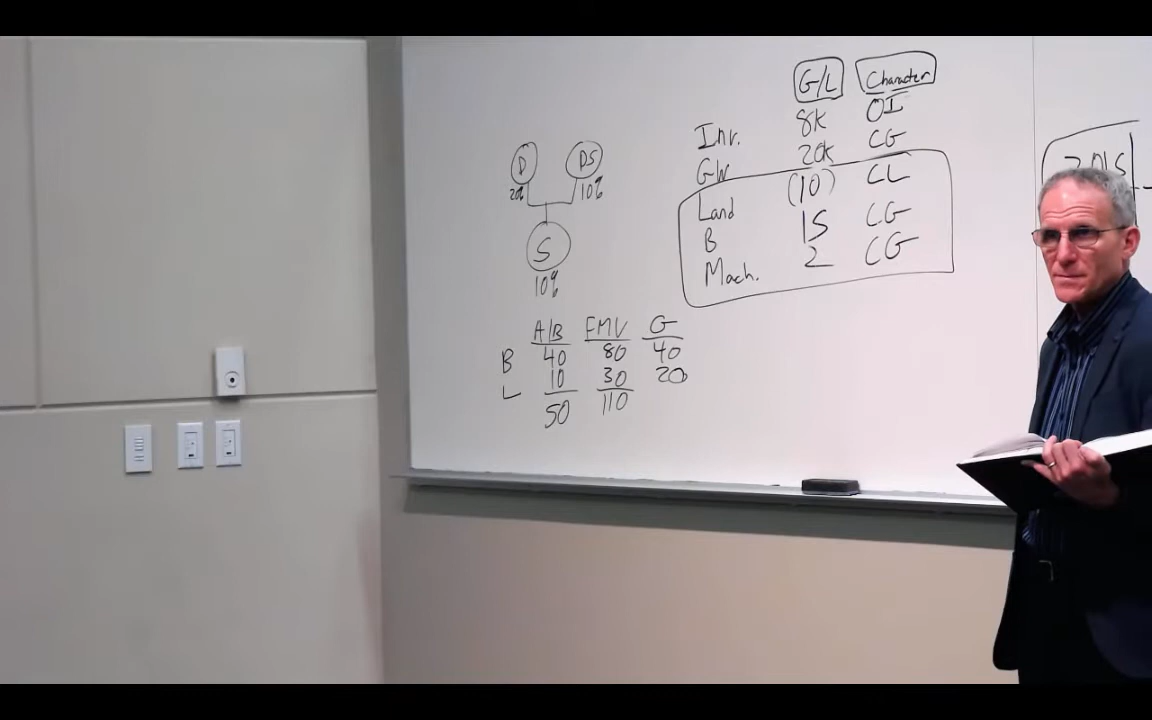 G/L Character
Inv. 8K OI
GW 20K CG
Land (10) CL
B 15 CG
Mach. 2 CG
D DS
20% 10%
S
10%
A/B FMV G
B 40 80 40
L 10 30 20
50 110